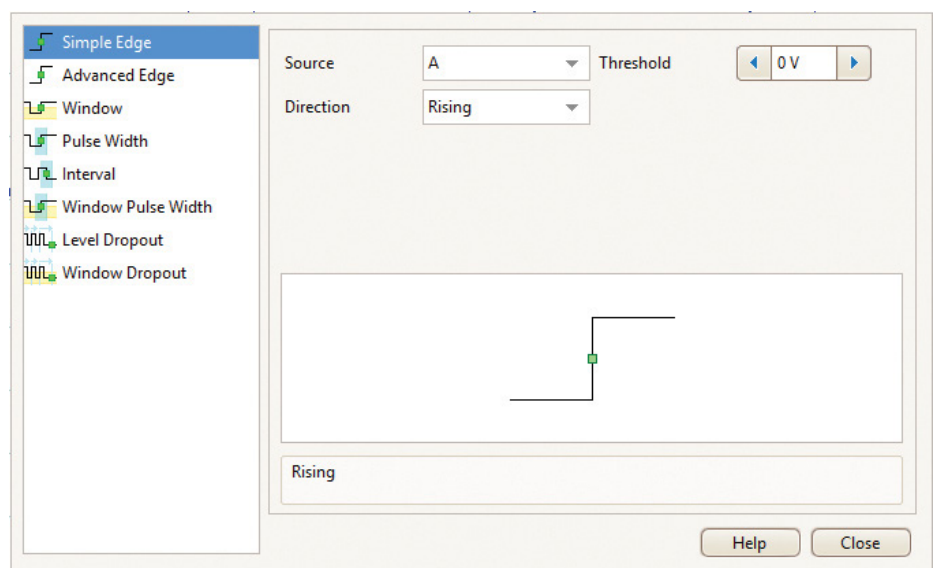 Simple Edge
Advanced Edge
Window
Pulse Width
Interval
Window Pulse Width
Level Dropout
Window Dropout
Source A Threshold 0 V
Direction Rising
Rising
Help Close